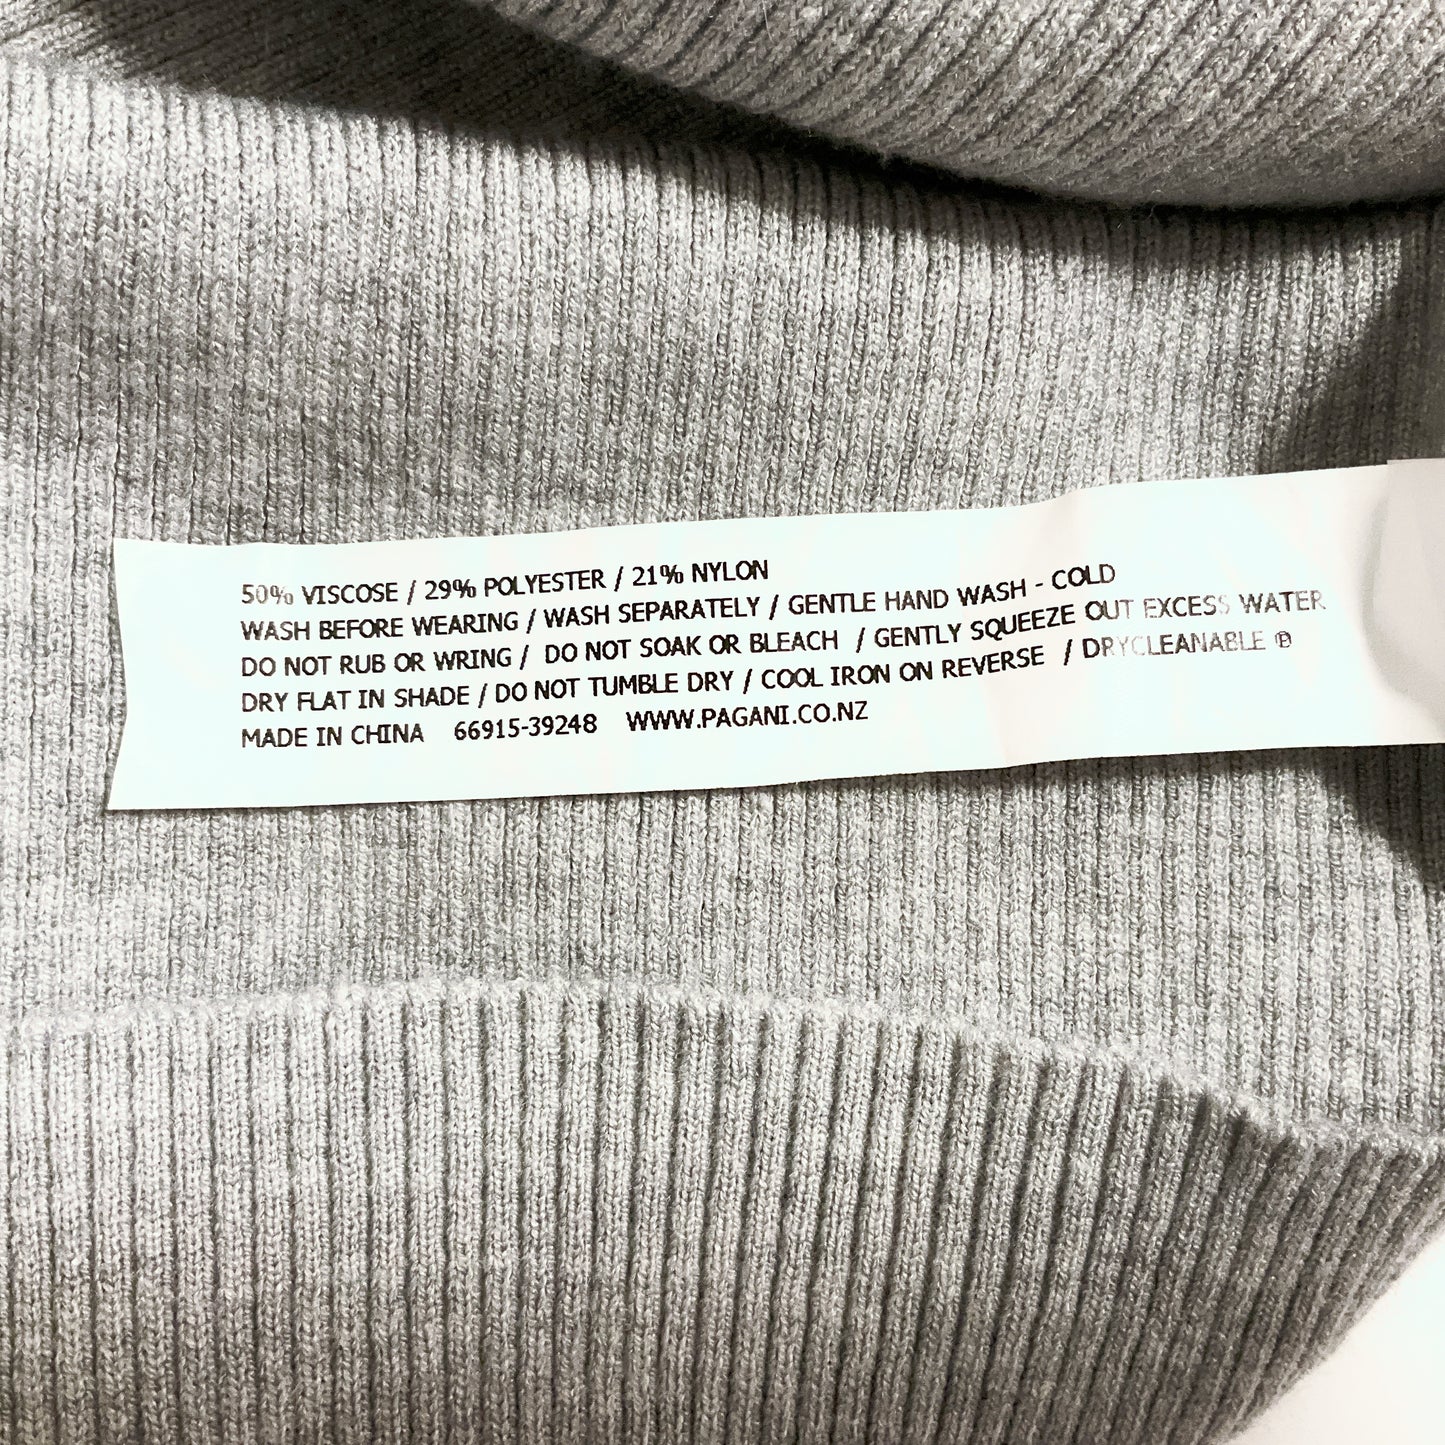 50% VISCOSE / 29% POLYESTER / 21% NYLON
WASH BEFORE WEARING / WASH SEPARATELY / GENTLE HAND WASH - COLD
DO NOT RUB OR WRING / DO NOT SOAK OR BLEACH / GENTLY SQUEEZE OUT EXCESS WATER
DRY FLAT IN SHADE / DO NOT TUMBLE DRY / COOL IRON ON REVERSE / DRYCLEANABLE Ⓟ
MADE IN CHINA 66915-39248 WWW.PAGANI.CO.NZ